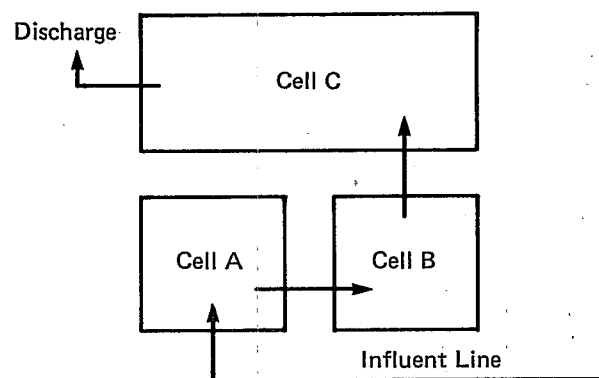 Discharge
Cell C
Cell A
Cell B
Influent Line